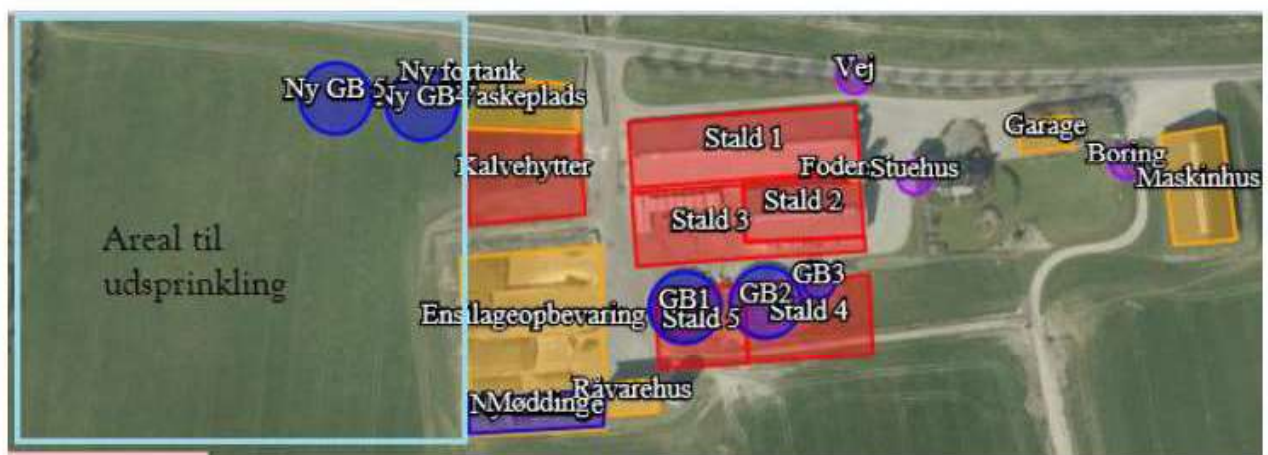 Vej
Ny fortank
Ny GB 5
Ny GB4
Vaskeplads
Garage
Stald 1
Kalvehytter
Foder
Stuehus
Boring
Maskinhus
Stald 2
Stald 3
Areal til
udsprinkling
GB3
GB1
GB2
Ensilageopbevaring
Stald 5
Stald 4
Råvarehus
Møddinge